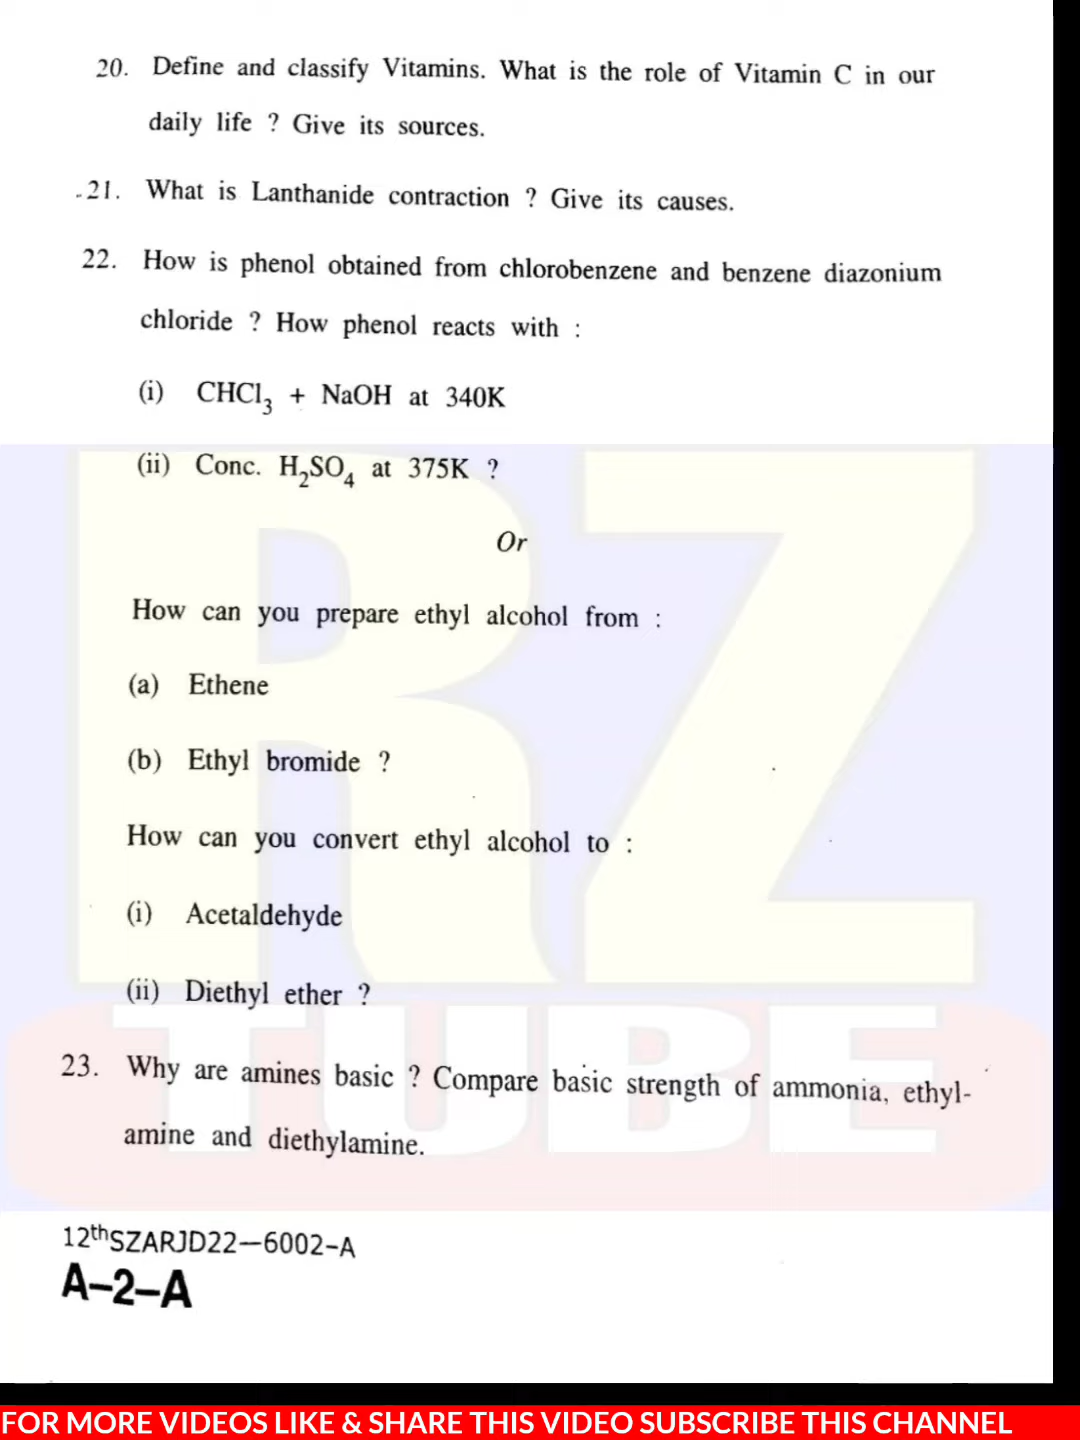 20. Define and classify Vitamins. What is the role of Vitamin C in our
daily life ? Give its sources.
21. What is Lanthanide contraction ? Give its causes.
22. How is phenol obtained from chlorobenzene and benzene diazonium
chloride ? How phenol reacts with :
(i) CHCl₃ + NaOH at 340K
(ii) Conc. H₂SO₄ at 375K ?
Or
How can you prepare ethyl alcohol from :
(a) Ethene
(b) Ethyl bromide ?
How can you convert ethyl alcohol to :
(i) Acetaldehyde
(ii) Diethyl ether ?
23. Why are amines basic ? Compare basic strength of ammonia, ethyl-
amine and diethylamine.
12thSZARJD22—6002–A
A–2–A
RZ
TUBE
FOR MORE VIDEOS LIKE & SHARE THIS VIDEO SUBSCRIBE THIS CHANNEL